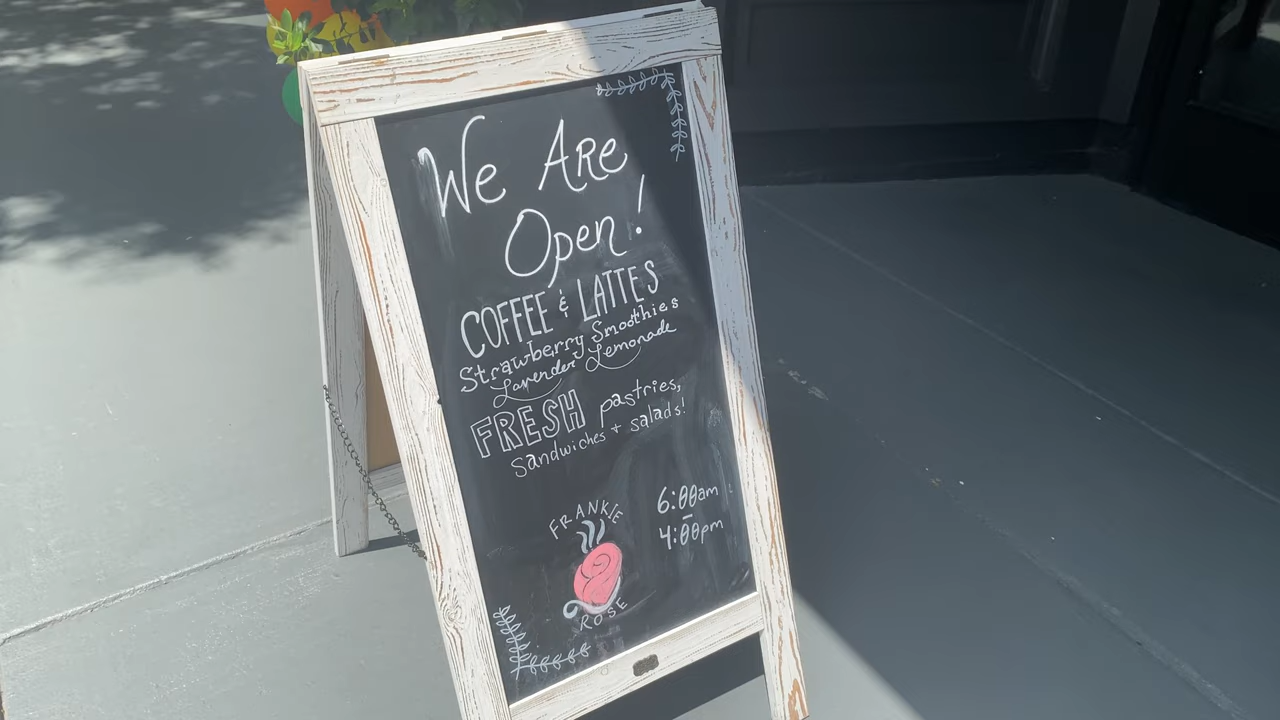 We Are
Open!
COFFEE & LATTES
Strawberry Smoothies
Lavender Lemonade
FRESH pastries,
Sandwiches + salads!
FRANKIE
ROSE
6:00am
-
4:00pm